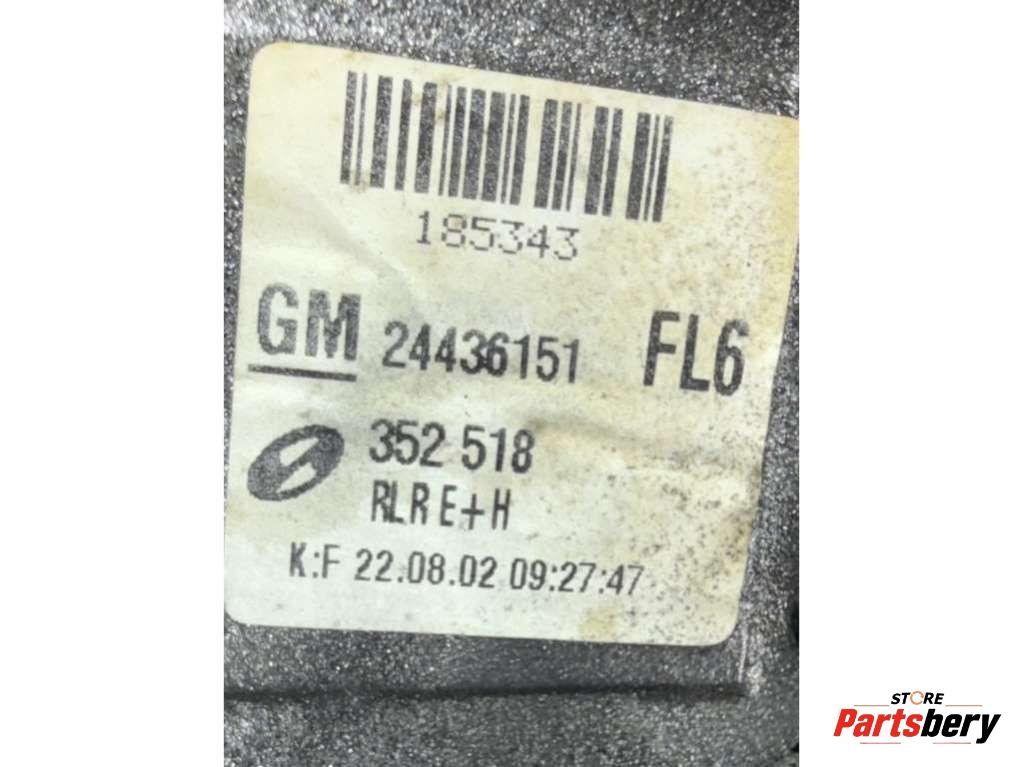 185343
GM 24436151 FL6
352 518
RLR E+H
K:F 22.08.02 09:27:47
STORE
Partsbery